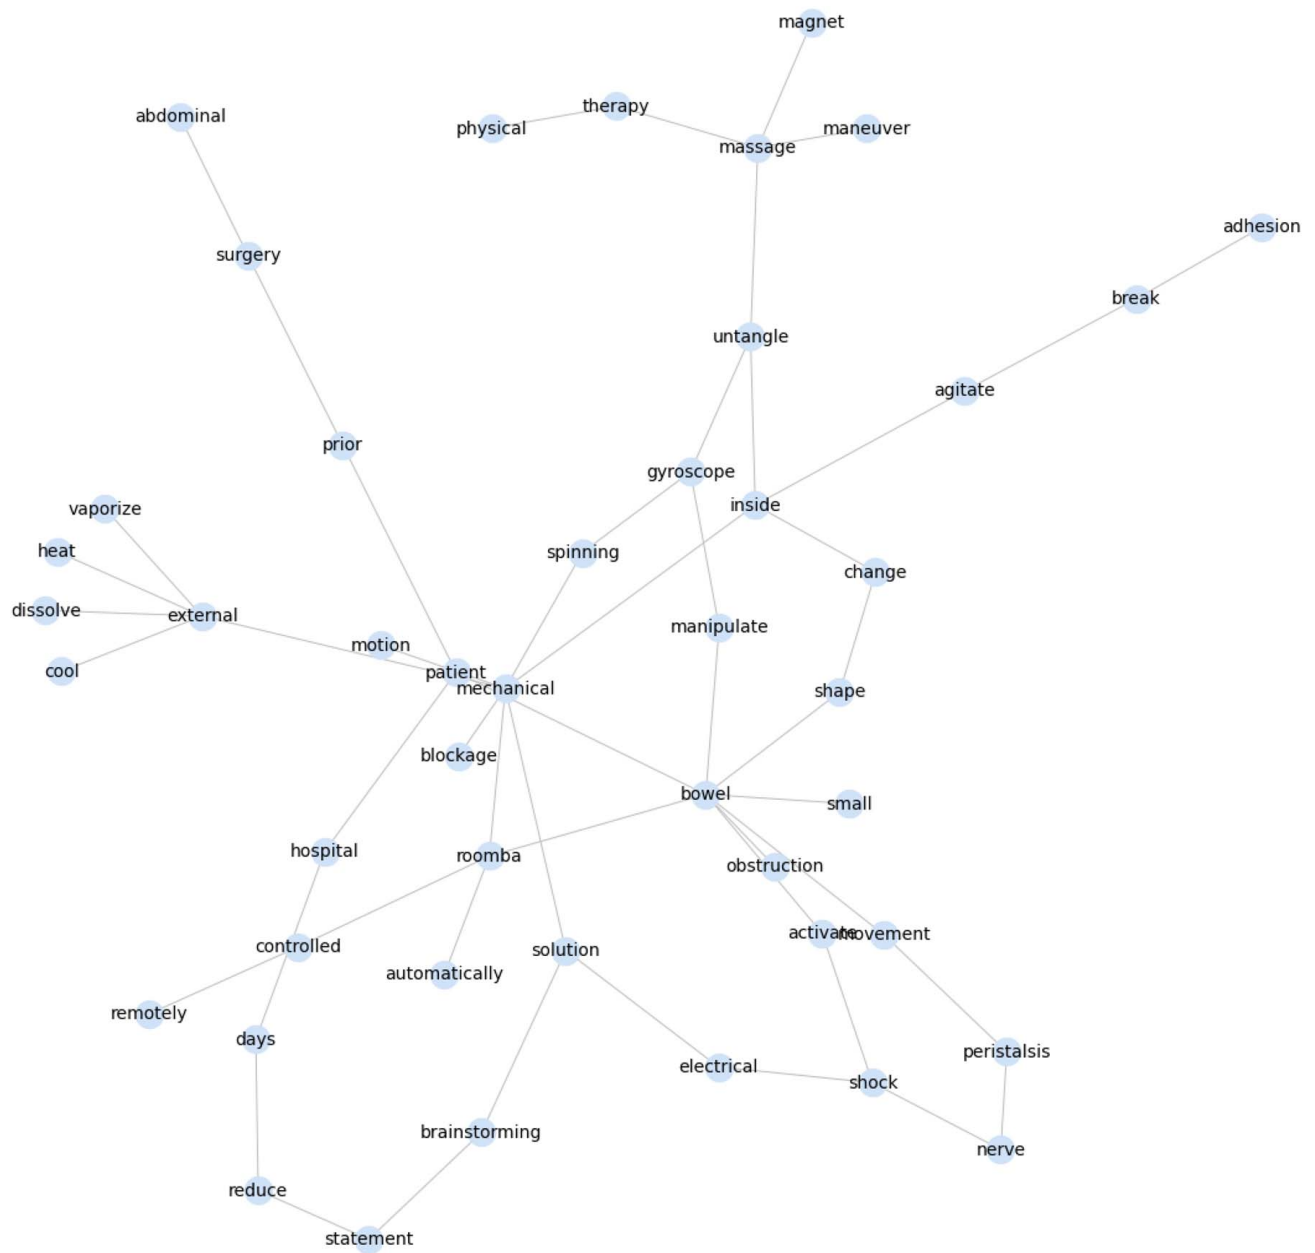 magnet
therapy
abdominal
physical
maneuver
massage
adhesion
surgery
break
untangle
agitate
prior
gyroscope
vaporize
inside
heat
spinning
change
dissolve
external
manipulate
motion
cool
patient
mechanical
shape
blockage
bowel
small
hospital
roomba
obstruction
activate
movement
controlled
solution
automatically
remotely
days
peristalsis
electrical
shock
brainstorming
nerve
reduce
statement